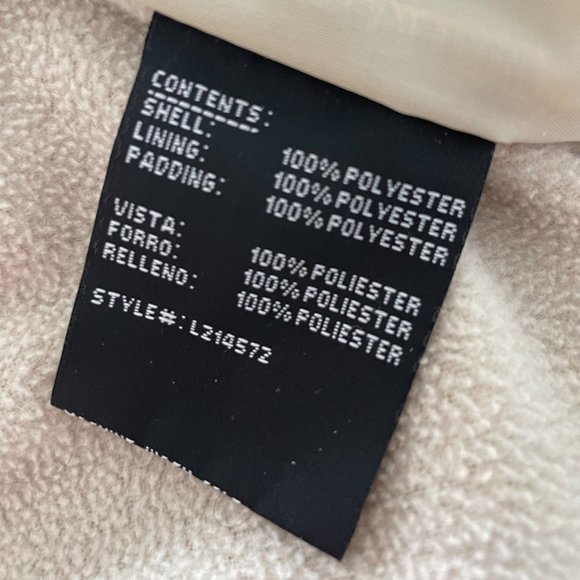 CONTENTS:
SHELL: 100% POLYESTER
LINING: 100% POLYESTER
PADDING: 100% POLYESTER
VISTA: 100% POLIESTER
FORRO: 100% POLIESTER
RELLENO: 100% POLIESTER
STYLE#: L214572